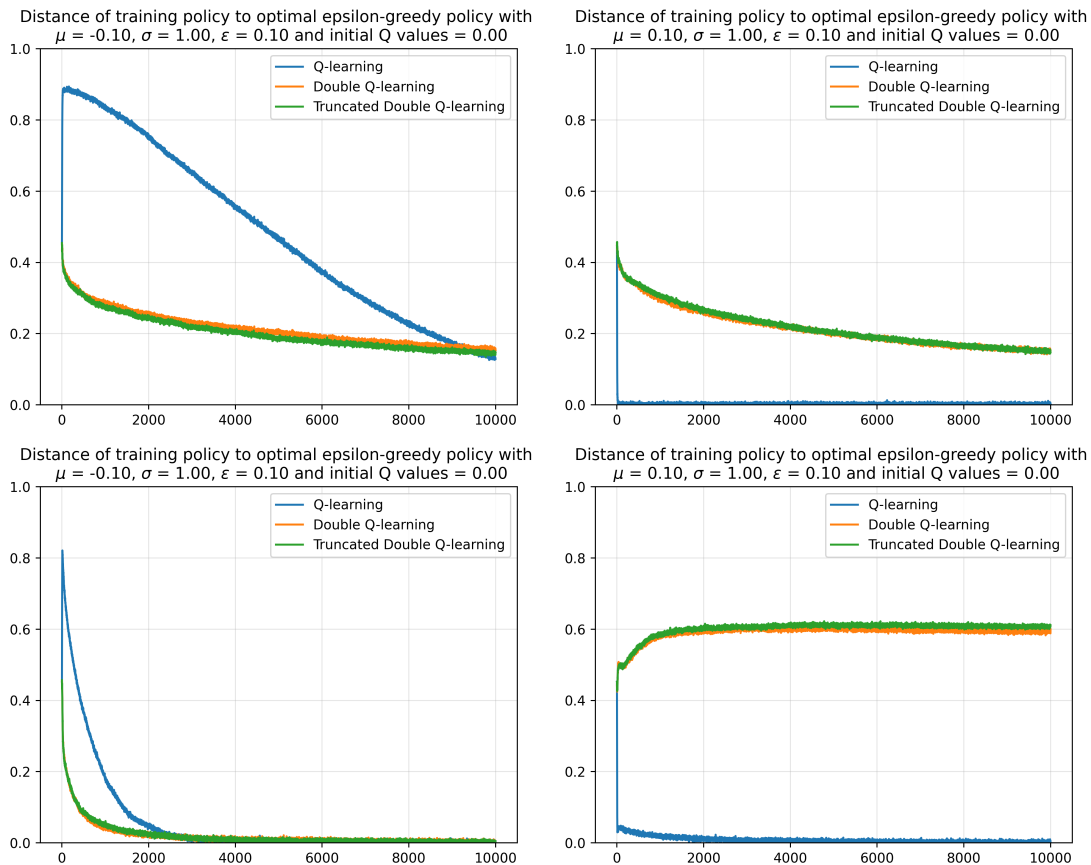 Distance of training policy to optimal epsilon-greedy policy with
μ = -0.10, σ = 1.00, ε = 0.10 and initial Q values = 0.00
1.0
0.8
0.6
0.4
0.2
0.0
0 2000 4000 6000 8000 10000
Q-learning
Double Q-learning
Truncated Double Q-learning
Distance of training policy to optimal epsilon-greedy policy with
μ = 0.10, σ = 1.00, ε = 0.10 and initial Q values = 0.00
1.0
0.8
0.6
0.4
0.2
0.0
0 2000 4000 6000 8000 10000
Q-learning
Double Q-learning
Truncated Double Q-learning
Distance of training policy to optimal epsilon-greedy policy with
μ = -0.10, σ = 1.00, ε = 0.10 and initial Q values = 0.00
1.0
0.8
0.6
0.4
0.2
0.0
0 2000 4000 6000 8000 10000
Q-learning
Double Q-learning
Truncated Double Q-learning
Distance of training policy to optimal epsilon-greedy policy with
μ = 0.10, σ = 1.00, ε = 0.10 and initial Q values = 0.00
1.0
0.8
0.6
0.4
0.2
0.0
0 2000 4000 6000 8000 10000
Q-learning
Double Q-learning
Truncated Double Q-learning